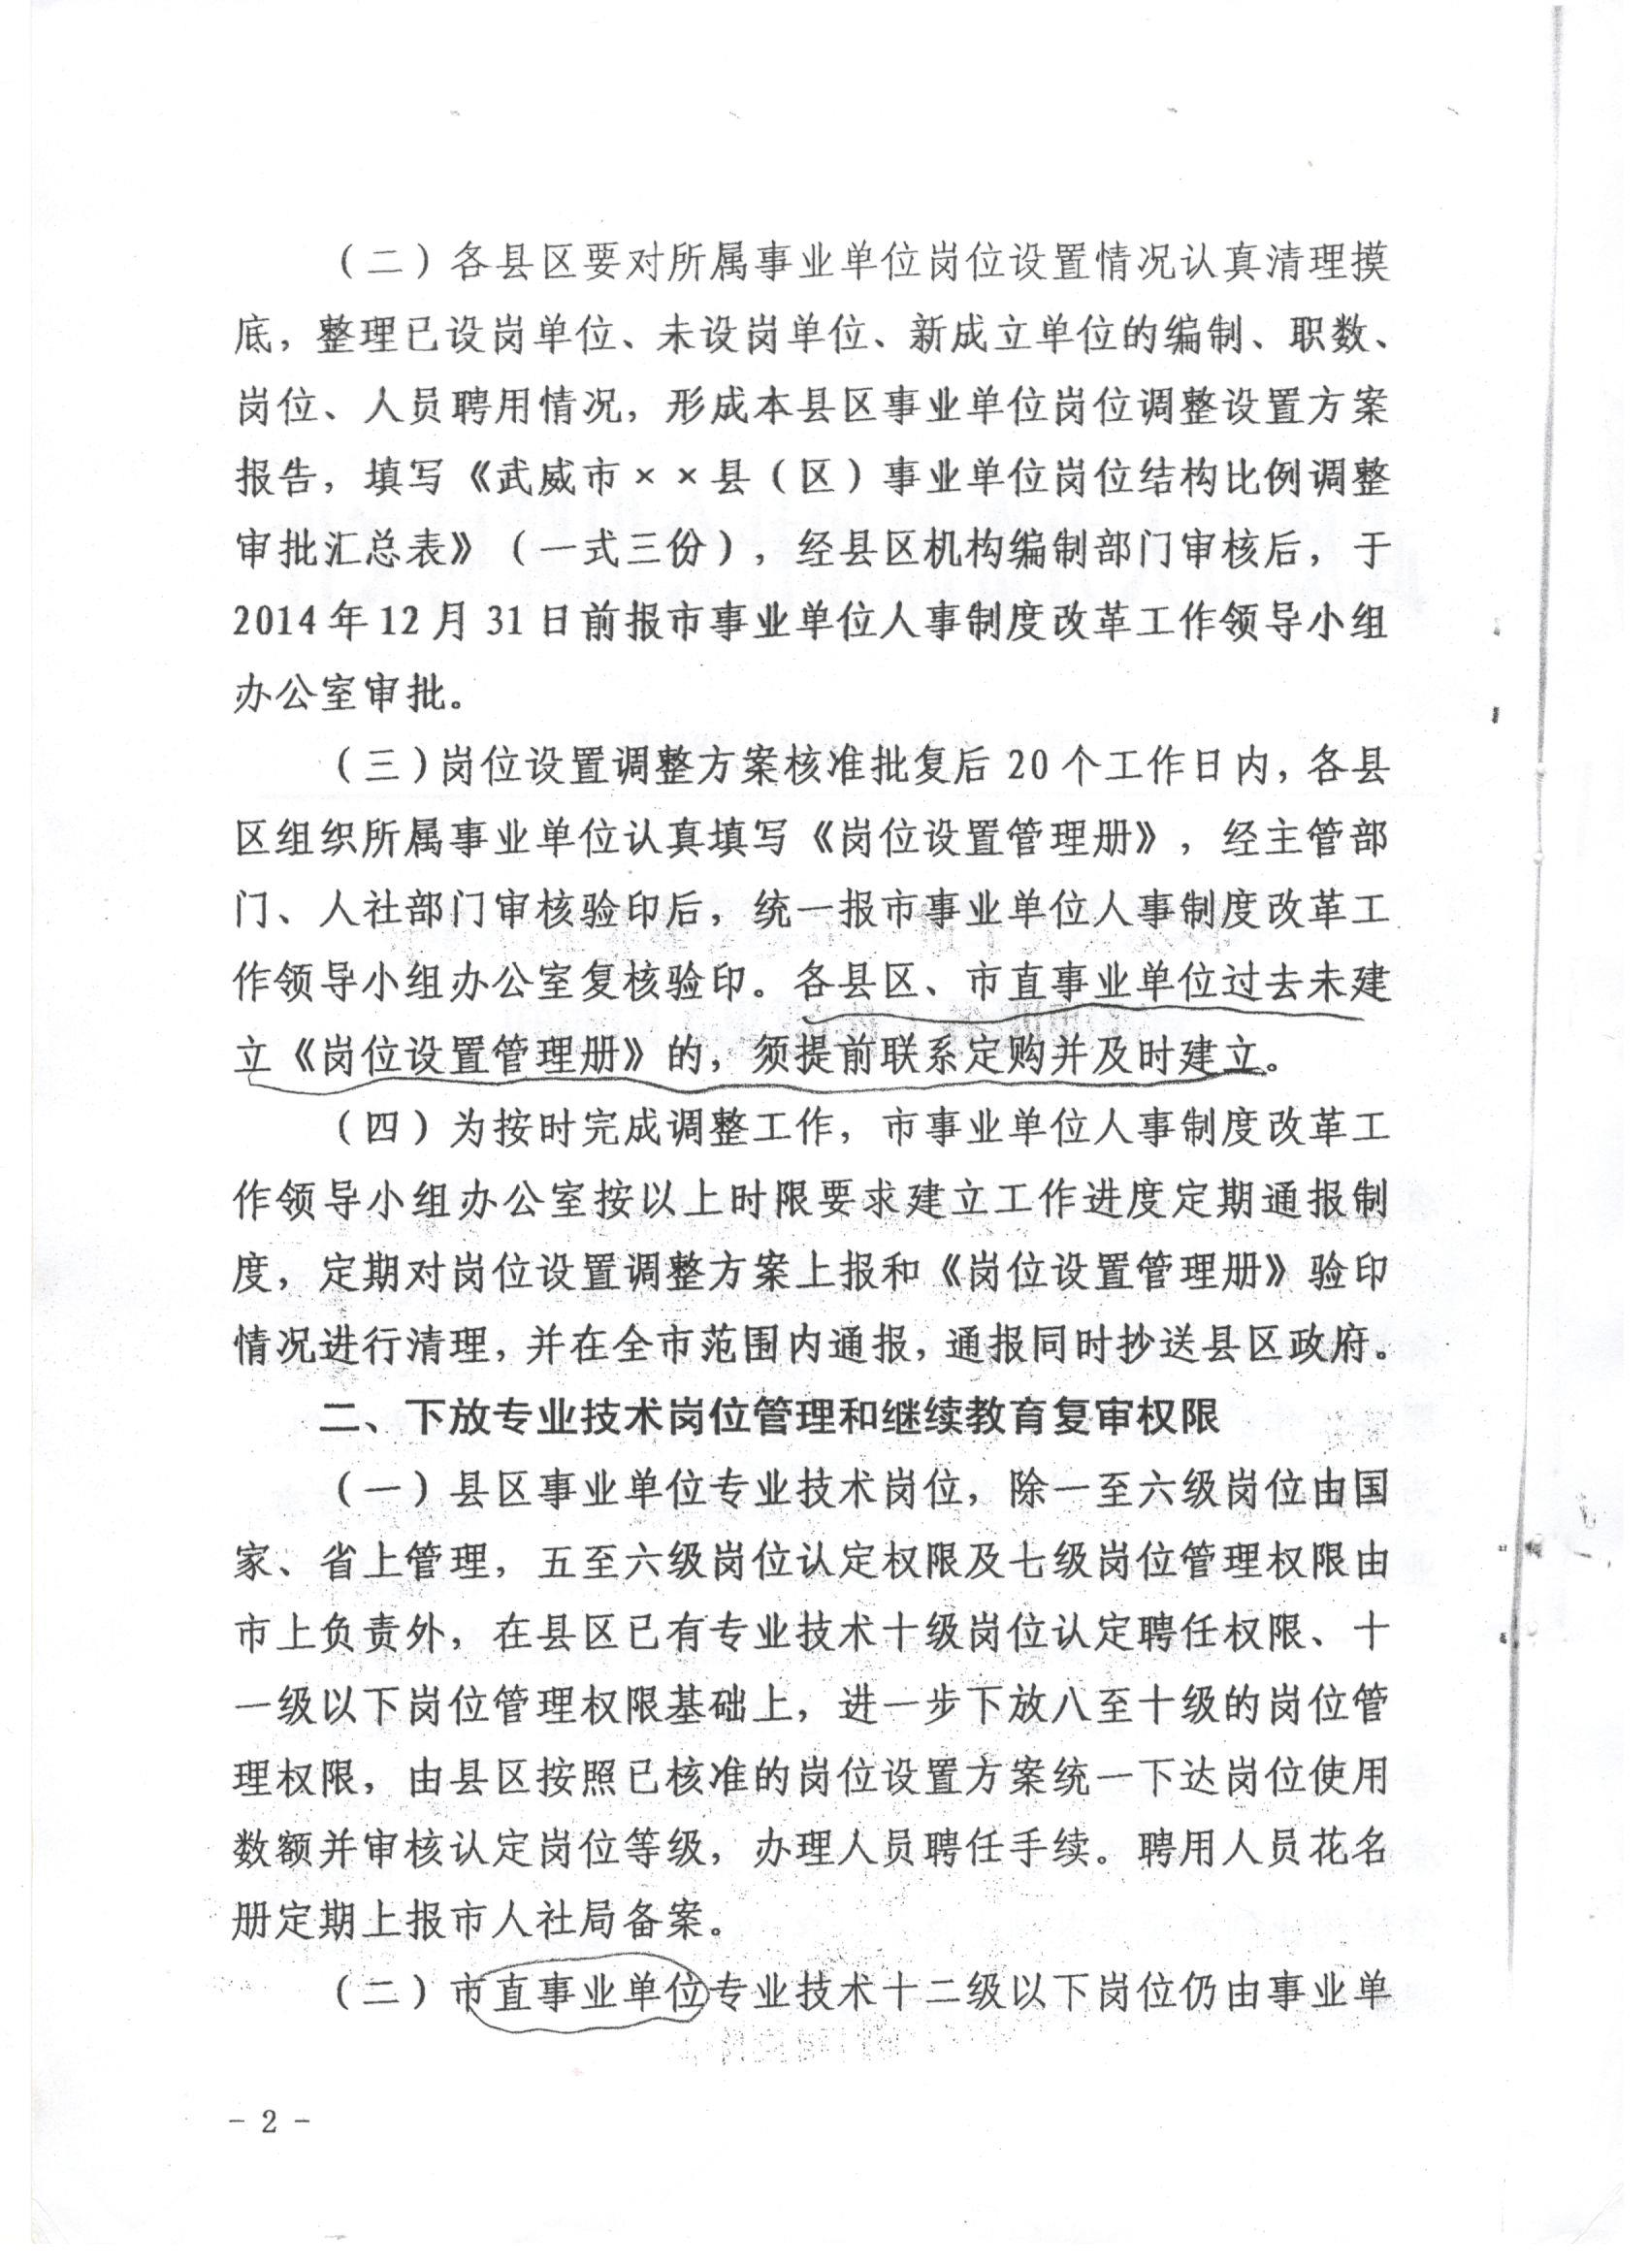 （二）各县区要对所属事业单位岗位设置情况认真清理摸
底，整理已设岗单位、未设岗单位、新成立单位的编制、职数、
岗位、人员聘用情况，形成本县区事业单位岗位调整设置方案
报告，填写《武威市××县（区）事业单位岗位结构比例调整
审批汇总表》（一式三份），经县区机构编制部门审核后，于
2014年12月31日前报市事业单位人事制度改革工作领导小组
办公室审批。
（三）岗位设置调整方案核准批复后20个工作日内，各县
区组织所属事业单位认真填写《岗位设置管理册》，经主管部
门、人社部门审核验印后，统一报市事业单位人事制度改革工
作领导小组办公室复核验印。各县区、市直事业单位过去未建
立《岗位设置管理册》的，须提前联系定购并及时建立。
（四）为按时完成调整工作，市事业单位人事制度改革工
作领导小组办公室按以上时限要求建立工作进度定期通报制
度，定期对岗位设置调整方案上报和《岗位设置管理册》验印
情况进行清理，并在全市范围内通报，通报同时抄送县区政府。
二、下放专业技术岗位管理和继续教育复审权限
（一）县区事业单位专业技术岗位，除一至六级岗位由国
家、省上管理，五至六级岗位认定权限及七级岗位管理权限由
市上负责外，在县区已有专业技术十级岗位认定聘任权限、十
一级以下岗位管理权限基础上，进一步下放八至十级的岗位管
理权限，由县区按照已核准的岗位设置方案统一下达岗位使用
数额并审核认定岗位等级，办理人员聘任手续。聘用人员花名
册定期上报市人社局备案。
（二）市直事业单位专业技术十二级以下岗位仍由事业单
- 2 -